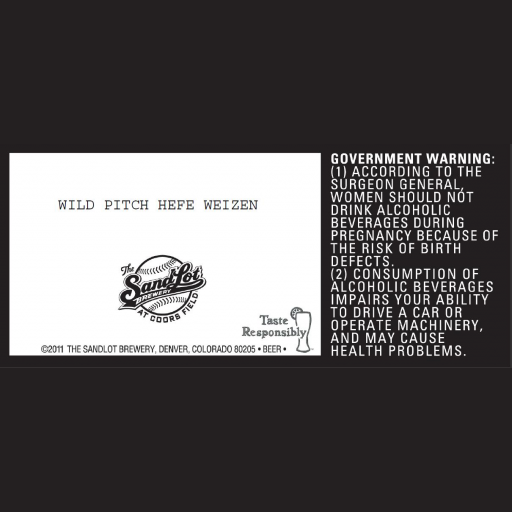 WILD PITCH HEFE WEIZEN
The
SandLot
BREWERY
AT COORS FIELD
Taste
Responsibly
©2011 THE SANDLOT BREWERY, DENVER, COLORADO 80205 • BEER •
GOVERNMENT WARNING:
(1) ACCORDING TO THE
SURGEON GENERAL,
WOMEN SHOULD NOT
DRINK ALCOHOLIC
BEVERAGES DURING
PREGNANCY BECAUSE OF
THE RISK OF BIRTH
DEFECTS.
(2) CONSUMPTION OF
ALCOHOLIC BEVERAGES
IMPAIRS YOUR ABILITY
TO DRIVE A CAR OR
OPERATE MACHINERY,
AND MAY CAUSE
HEALTH PROBLEMS.